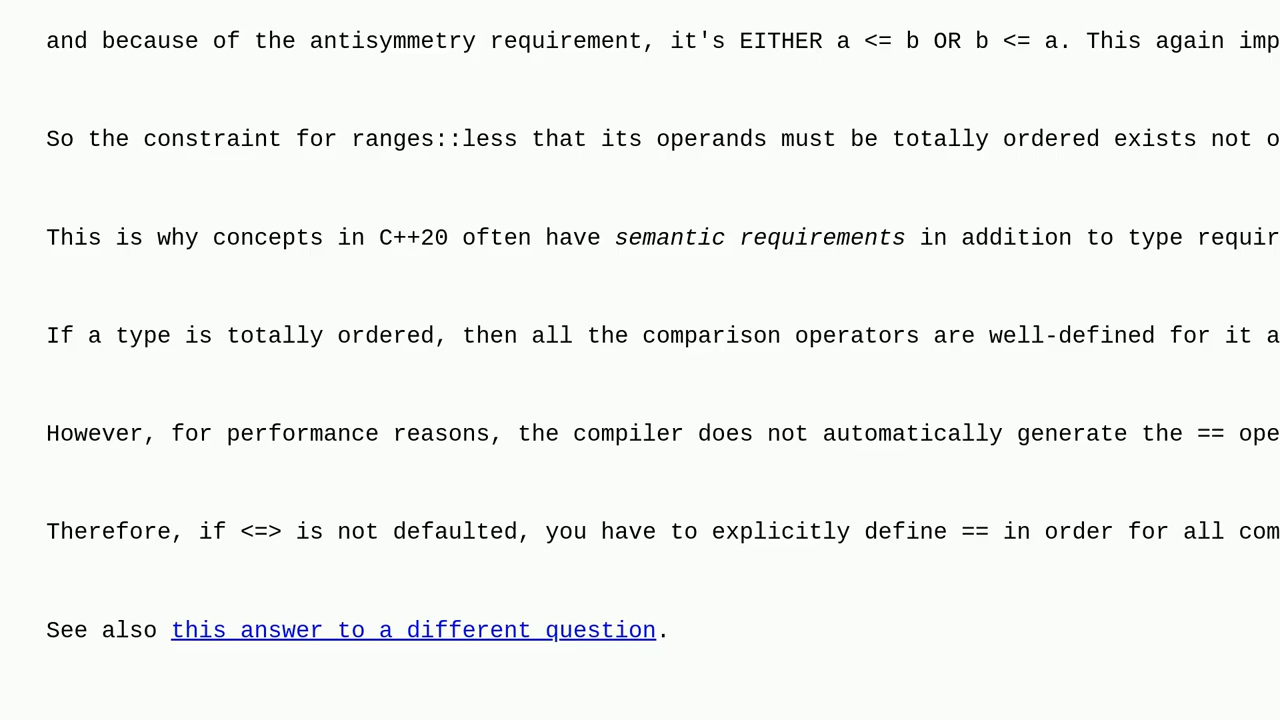 and because of the antisymmetry requirement, it's EITHER a <= b OR b <= a. This again imp
So the constraint for ranges::less that its operands must be totally ordered exists not o
This is why concepts in C++20 often have semantic requirements in addition to type requir
If a type is totally ordered, then all the comparison operators are well-defined for it a
However, for performance reasons, the compiler does not automatically generate the == ope
Therefore, if <=> is not defaulted, you have to explicitly define == in order for all com
See also this answer to a different question.